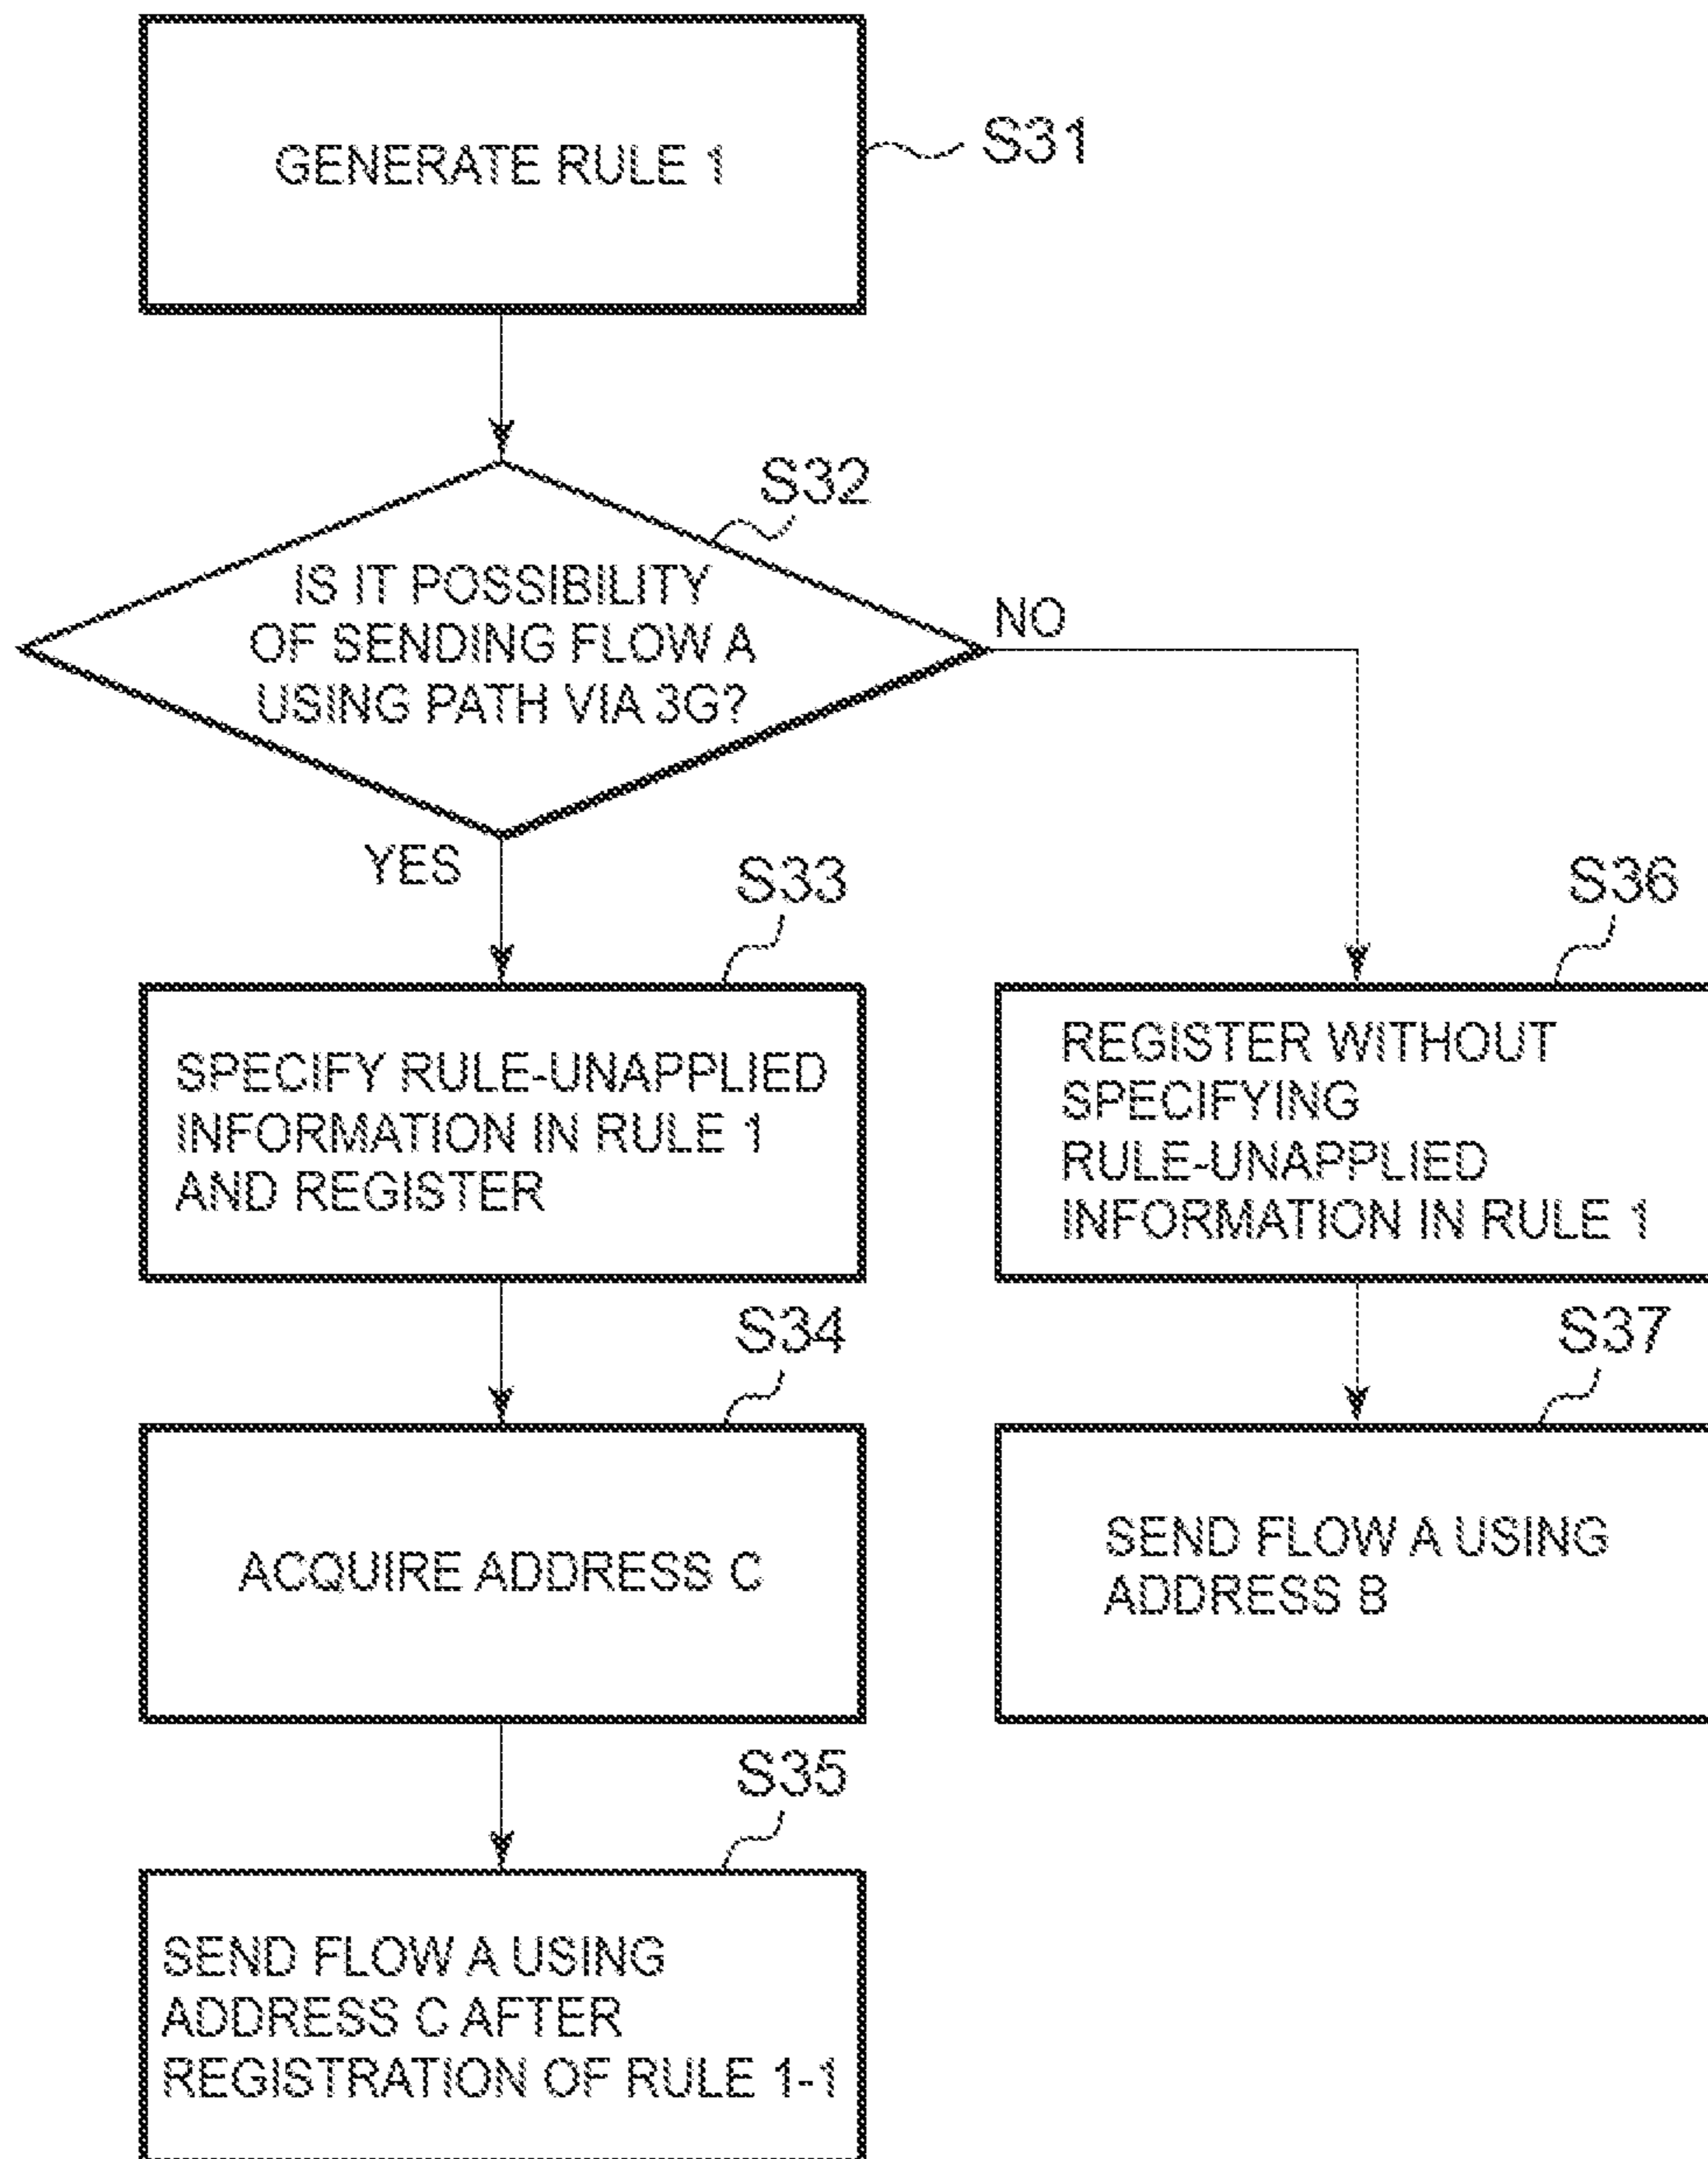 GENERATE RULE 1
S31
S32
IS IT POSSIBILITY
OF SENDING FLOW A
USING PATH VIA 3G?
NO
YES
S33
SPECIFY RULE-UNAPPLIED
INFORMATION IN RULE 1
AND REGISTER
S34
ACQUIRE ADDRESS C
S35
SEND FLOW A USING
ADDRESS C AFTER
REGISTRATION OF RULE 1-1
S36
REGISTER WITHOUT
SPECIFYING
RULE-UNAPPLIED
INFORMATION IN RULE 1
S37
SEND FLOW A USING
ADDRESS B